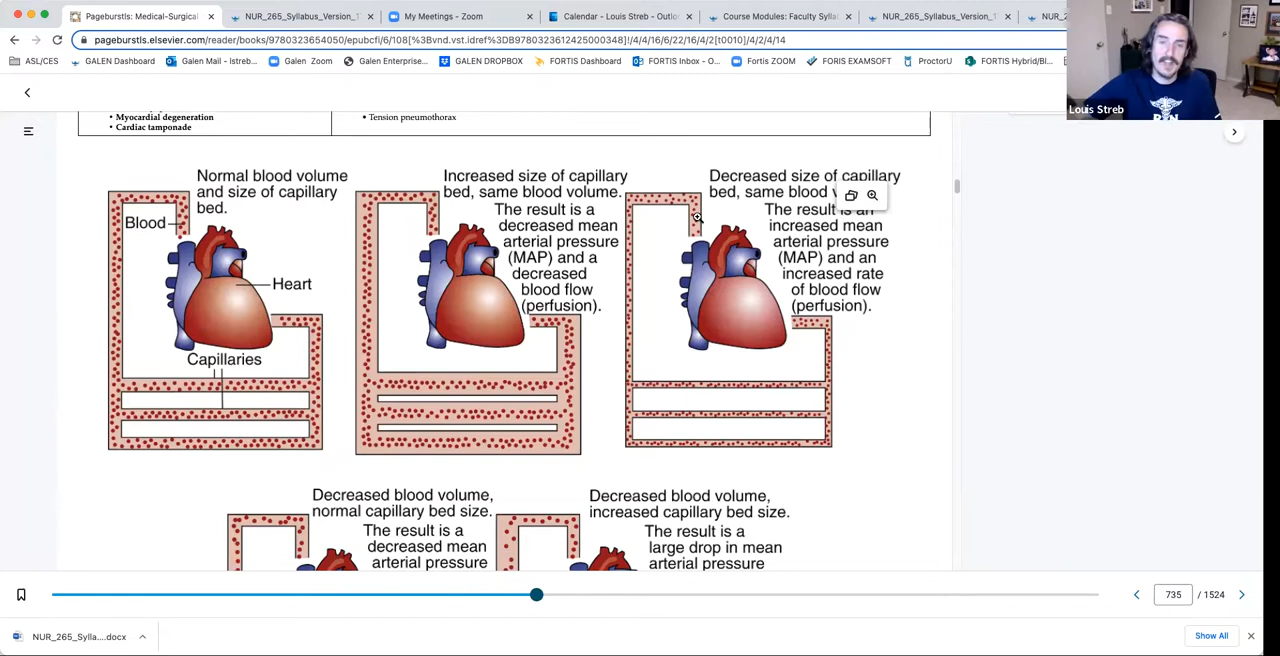 Pageburstls: Medical-Surgical
NUR_265_Syllabus_Version_1
My Meetings - Zoom
Calendar - Louis Streb - Outlo
Course Modules: Faculty Sylla
NUR_265_Syllabus_Version_1
NUR_2
pageburstls.elsevier.com/reader/books/9780323654050/epubcfi/6/108[%3Bvnd.vst.idref%3DB9780323612425000348]!/4/4/16/6/22/16/4/2[t0010]/4/2/4/14
ASL/CES
GALEN Dashboard
Galen Mail - lstreb...
Galen Zoom
Galen Enterprise...
GALEN DROPBOX
FORTIS Dashboard
FORTIS Inbox - O...
Fortis ZOOM
FORIS EXAMSOFT
ProctorU
FORTIS Hybrid/Bl...
Louis Streb
• Myocardial degeneration
• Cardiac tamponade
• Tension pneumothorax
Normal blood volume
and size of capillary
bed.
Blood
Heart
Capillaries
Increased size of capillary
bed, same blood volume.
The result is a
decreased mean
arterial pressure
(MAP) and a
decreased
blood flow
(perfusion).
Decreased size of capillary
bed, same blood
The result is an
increased mean
arterial pressure
(MAP) and an
increased rate
of blood flow
(perfusion).
Decreased blood volume,
normal capillary bed size.
The result is a
decreased mean
arterial pressure
Decreased blood volume,
increased capillary bed size.
The result is a
large drop in mean
arterial pressure
735 / 1524
NUR_265_Sylla....docx
Show All